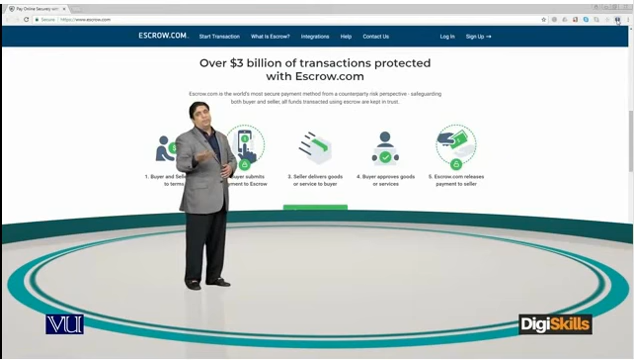 Pay Online Securely wit
Secure https://www.escrow.com
ESCROW.COM Start Transaction What Is Escrow? Integrations Help Contact Us Log In Sign Up →
Over $3 billion of transactions protected
with Escrow.com
Escrow.com is the world's most secure payment method from a counterparty risk perspective - safeguarding
both buyer and seller, all funds transacted using escrow are kept in trust.
1. Buyer and Selle
to terms
uyer submits
ayment to Escrow
3. Seller delivers goods
or service to buyer
4. Buyer approves goods
or services
5. Escrow.com releases
payment to seller
VU
DigiSkills